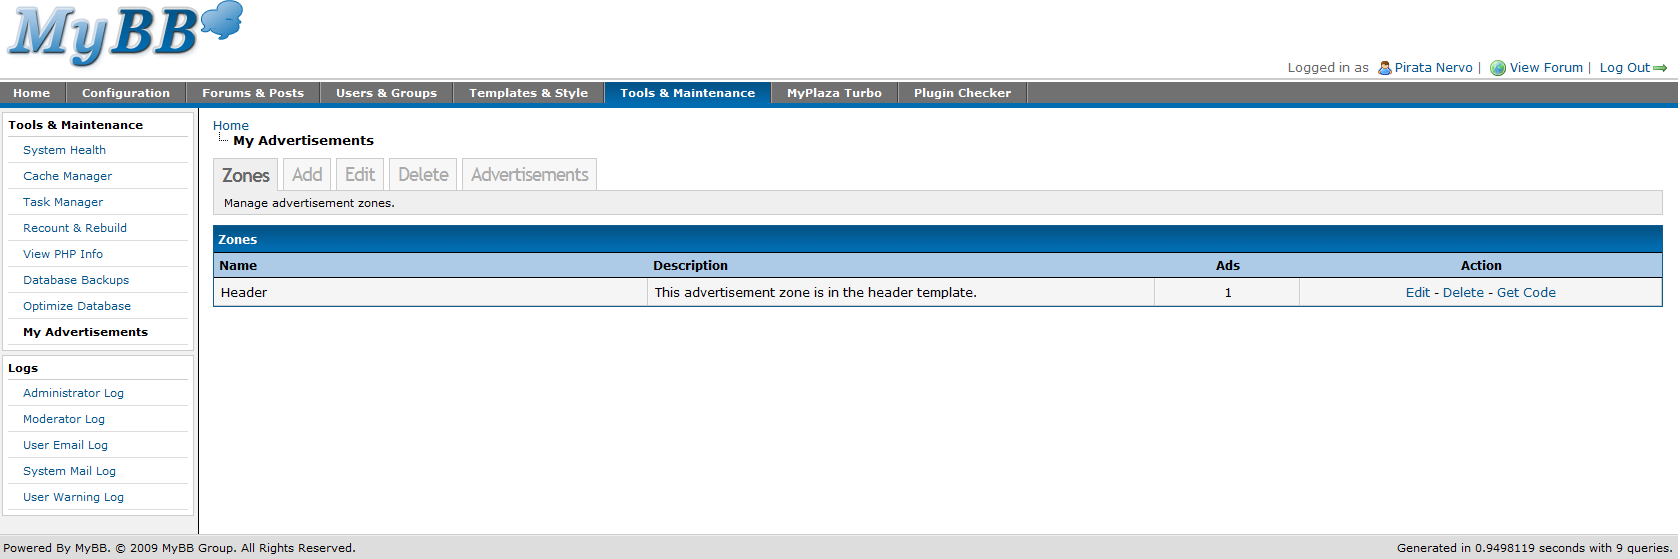 MyBB
Logged in as Pirata Nervo | View Forum | Log Out
Home Configuration Forums & Posts Users & Groups Templates & Style Tools & Maintenance MyPlaza Turbo Plugin Checker
Tools & Maintenance
System Health
Cache Manager
Task Manager
Recount & Rebuild
View PHP Info
Database Backups
Optimize Database
My Advertisements
Logs
Administrator Log
Moderator Log
User Email Log
System Mail Log
User Warning Log
Home
My Advertisements
Zones Add Edit Delete Advertisements
Manage advertisement zones.
Zones
Name Description Ads Action
Header This advertisement zone is in the header template. 1 Edit - Delete - Get Code
Powered By MyBB. © 2009 MyBB Group. All Rights Reserved. Generated in 0.9498119 seconds with 9 queries.